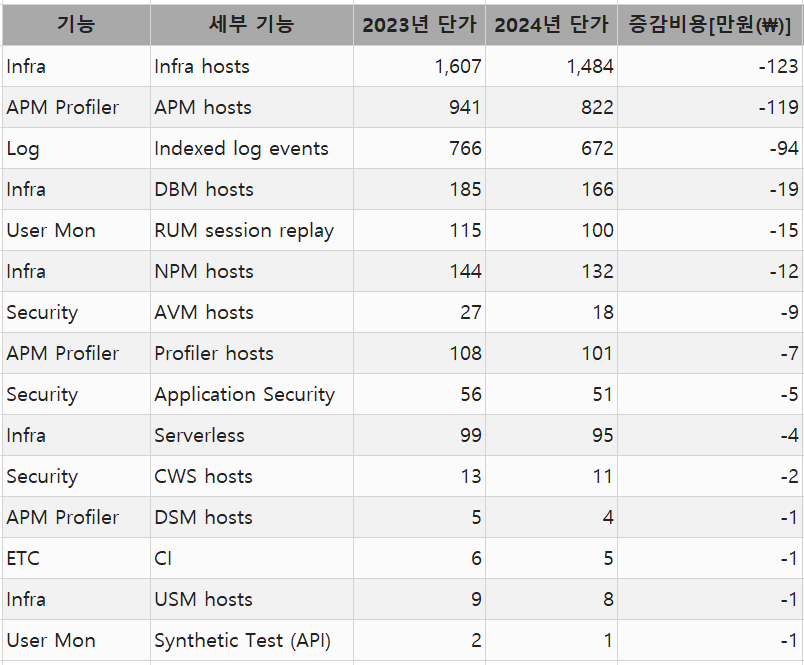 기능 세부 기능 2023년 단가 2024년 단가 증감비용[만원(₩)]
Infra Infra hosts 1,607 1,484 -123
APM Profiler APM hosts 941 822 -119
Log Indexed log events 766 672 -94
Infra DBM hosts 185 166 -19
User Mon RUM session replay 115 100 -15
Infra NPM hosts 144 132 -12
Security AVM hosts 27 18 -9
APM Profiler Profiler hosts 108 101 -7
Security Application Security 56 51 -5
Infra Serverless 99 95 -4
Security CWS hosts 13 11 -2
APM Profiler DSM hosts 5 4 -1
ETC CI 6 5 -1
Infra USM hosts 9 8 -1
User Mon Synthetic Test (API) 2 1 -1